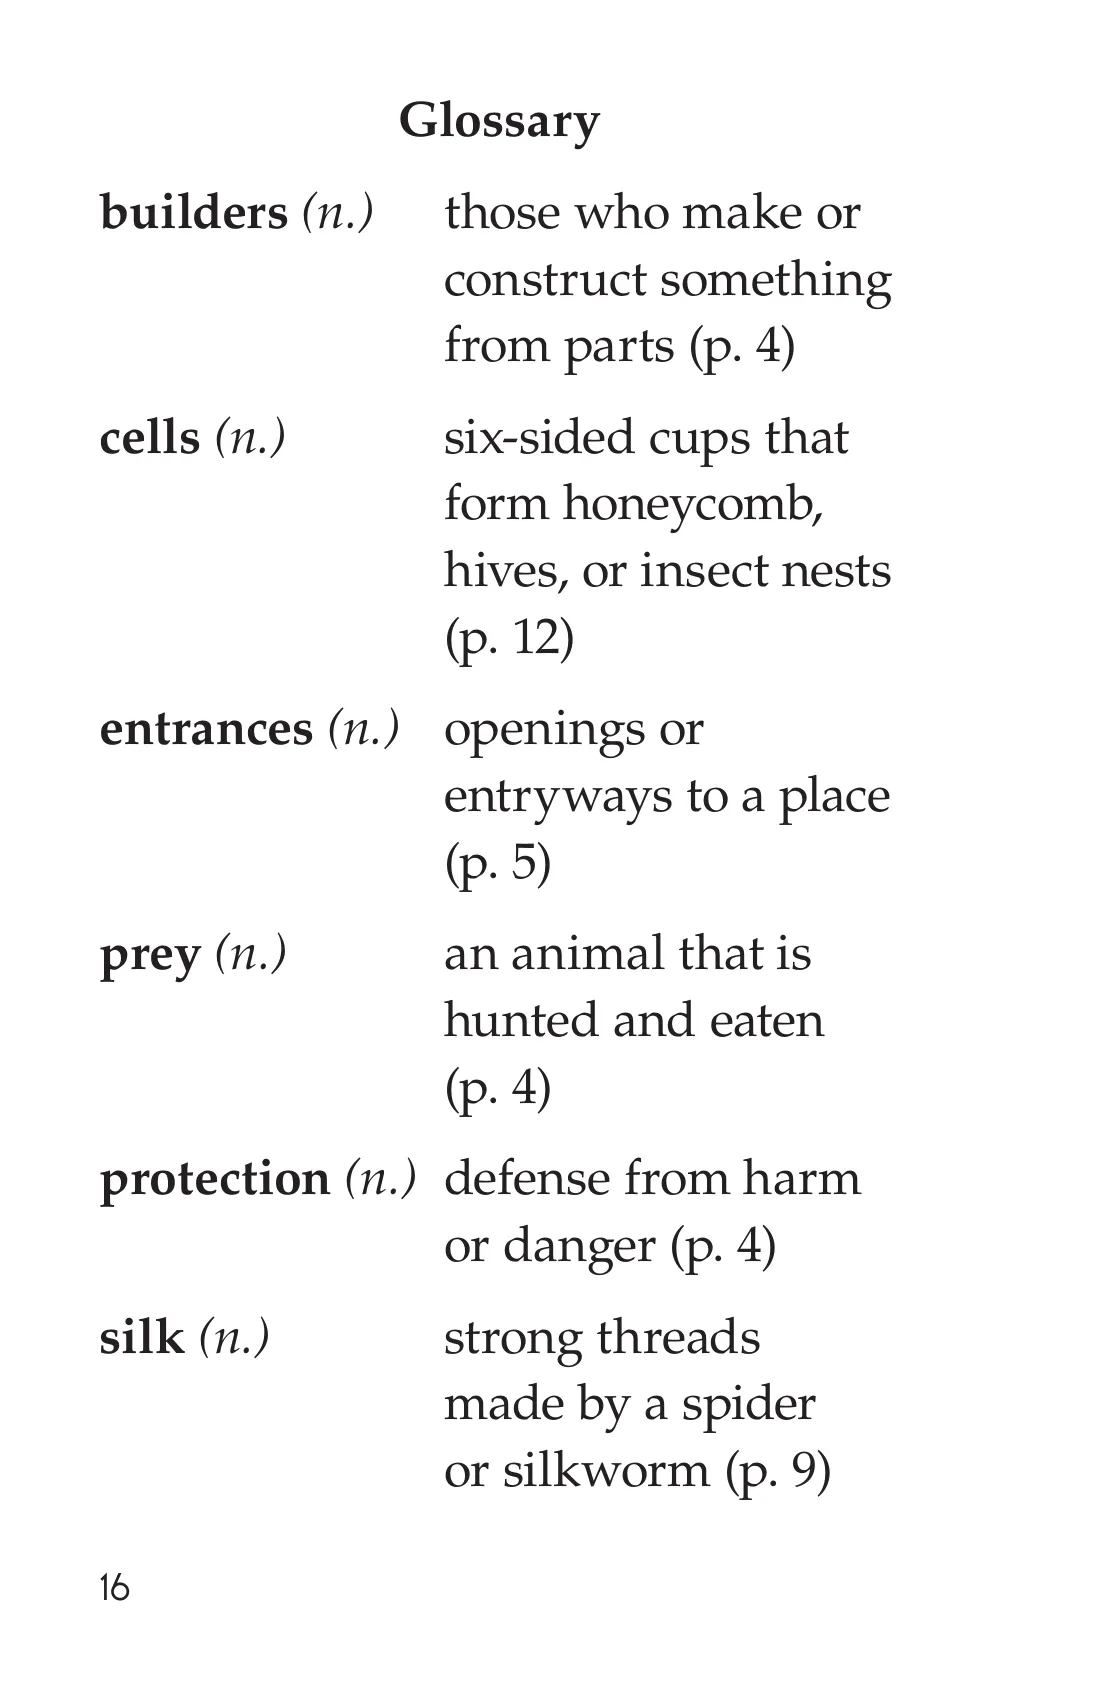 Glossary
builders (n.) those who make or
construct something
from parts (p. 4)
cells (n.) six-sided cups that
form honeycomb,
hives, or insect nests
(p. 12)
entrances (n.) openings or
entryways to a place
(p. 5)
prey (n.) an animal that is
hunted and eaten
(p. 4)
protection (n.) defense from harm
or danger (p. 4)
silk (n.) strong threads
made by a spider
or silkworm (p. 9)
16